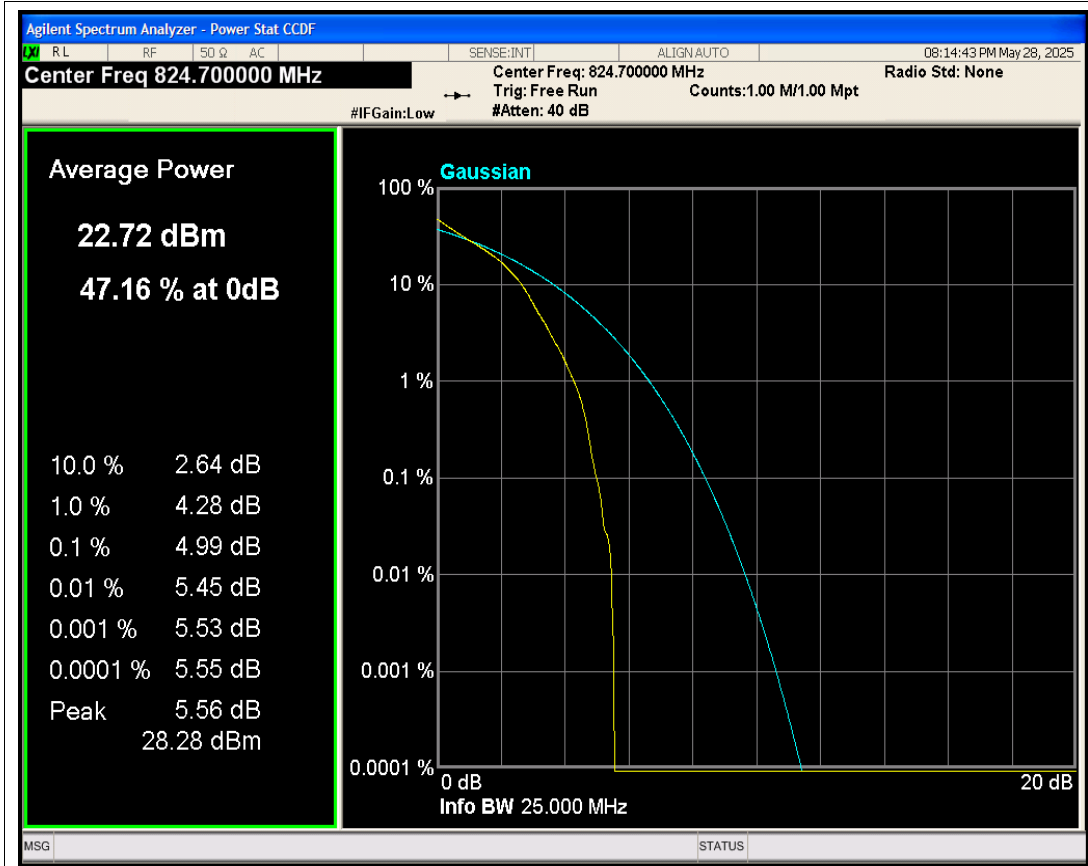 Agilent Spectrum Analyzer - Power Stat CCDF
LXI RL RF 50 Ω AC SENSE:INT ALIGN AUTO 08:14:43 PM May 28, 2025
Center Freq 824.700000 MHz
Center Freq: 824.700000 MHz Radio Std: None
Trig: Free Run Counts:1.00 M/1.00 Mpt
#IFGain:Low #Atten: 40 dB
Average Power
22.72 dBm
47.16 % at 0dB
10.0 % 2.64 dB
1.0 % 4.28 dB
0.1 % 4.99 dB
0.01 % 5.45 dB
0.001 % 5.53 dB
0.0001 % 5.55 dB
Peak 5.56 dB
28.28 dBm
Gaussian
100 %
10 %
1 %
0.1 %
0.01 %
0.001 %
0.0001 %
0 dB 20 dB
Info BW 25.000 MHz
MSG STATUS